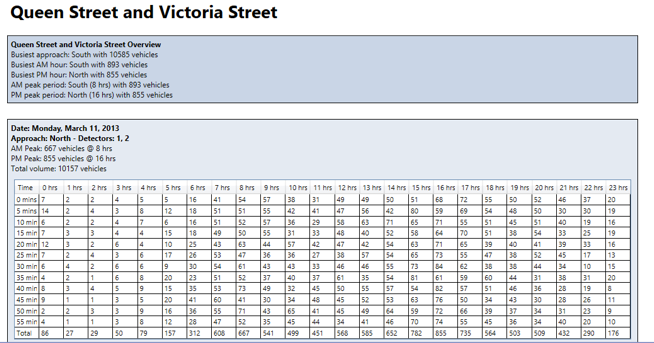 Queen Street and Victoria Street
Queen Street and Victoria Street Overview
Busiest approach: South with 10585 vehicles
Busiest AM hour: South with 893 vehicles
Busiest PM hour: North with 855 vehicles
AM peak period: South (8 hrs) with 893 vehicles
PM peak period: North (16 hrs) with 855 vehicles
Date: Monday, March 11, 2013
Approach: North - Detectors: 1, 2
AM Peak: 667 vehicles @ 8 hrs
PM Peak: 855 vehicles @ 16 hrs
Total volume: 10157 vehicles
Time 0 hrs 1 hrs 2 hrs 3 hrs 4 hrs 5 hrs 6 hrs 7 hrs 8 hrs 9 hrs 10 hrs 11 hrs 12 hrs 13 hrs 14 hrs 15 hrs 16 hrs 17 hrs 18 hrs 19 hrs 20 hrs 21 hrs 22 hrs 23 hrs
0 mins 7 2 2 4 5 5 16 41 54 57 38 31 49 49 50 51 68 72 55 50 52 46 37 20
5 mins 14 2 4 3 8 12 18 51 51 55 42 41 47 56 42 80 59 69 54 48 50 30 30 19
10 min 6 2 2 4 7 6 16 51 52 57 36 29 58 63 71 65 71 55 51 45 51 40 19 16
15 min 7 3 3 4 4 15 18 49 50 55 31 33 48 40 52 58 64 70 51 38 54 33 25 19
20 min 12 3 2 6 4 10 25 43 63 44 57 42 47 42 54 63 71 65 39 40 41 39 33 16
25 min 7 2 4 3 6 17 26 53 47 36 36 27 38 57 54 65 73 55 47 38 52 45 17 13
30 min 6 4 2 6 6 9 30 54 61 43 43 33 46 46 55 73 84 62 38 38 44 34 10 15
35 min 4 2 1 6 8 20 23 51 52 37 40 37 61 35 54 81 61 59 60 44 31 38 21 11
40 min 8 3 4 5 9 15 35 53 73 49 32 45 50 55 57 54 82 57 51 46 36 28 19 8
45 min 9 1 1 3 5 20 41 60 41 30 34 48 45 52 53 63 76 50 34 43 30 28 26 11
50 min 2 2 3 3 9 16 36 55 71 43 65 51 44 49 64 59 72 66 39 37 34 31 23 9
55 min 4 1 1 3 8 12 28 47 52 35 45 34 35 41 46 70 74 55 45 36 34 40 20 10
Total 86 27 29 50 79 157 312 608 667 541 499 451 568 585 652 782 855 735 564 503 509 432 290 176